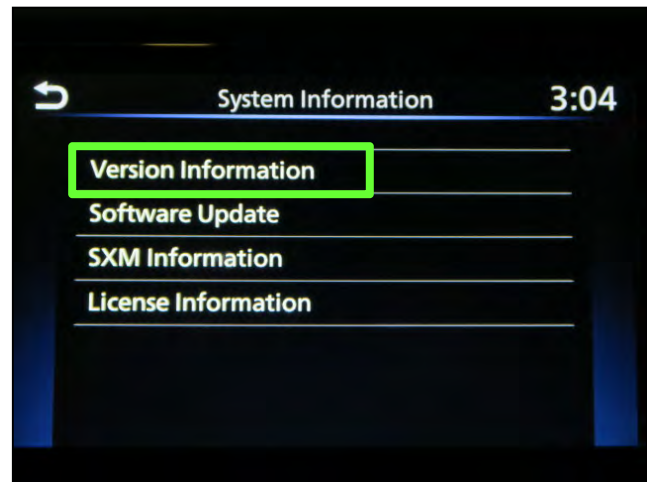 System Information 3:04
Version Information
Software Update
SXM Information
License Information